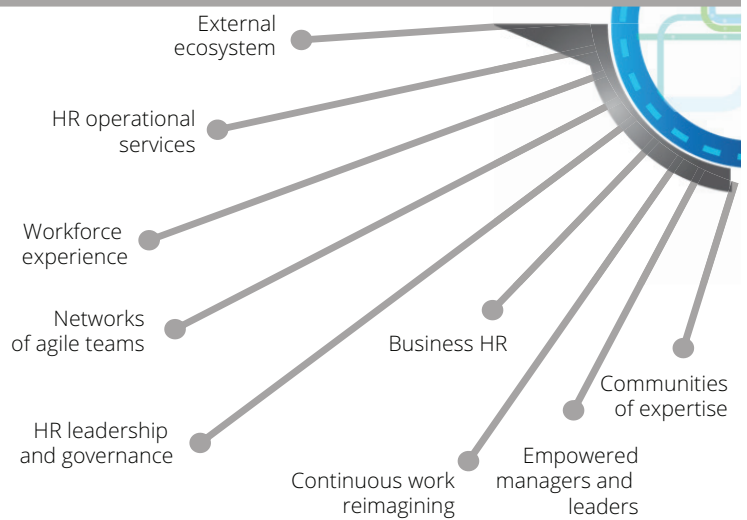 External
ecosystem
HR operational
services
Workforce
experience
Networks
of agile teams
HR leadership
and governance
Business HR
Continuous work
reimagining
Empowered
managers and
leaders
Communities
of expertise